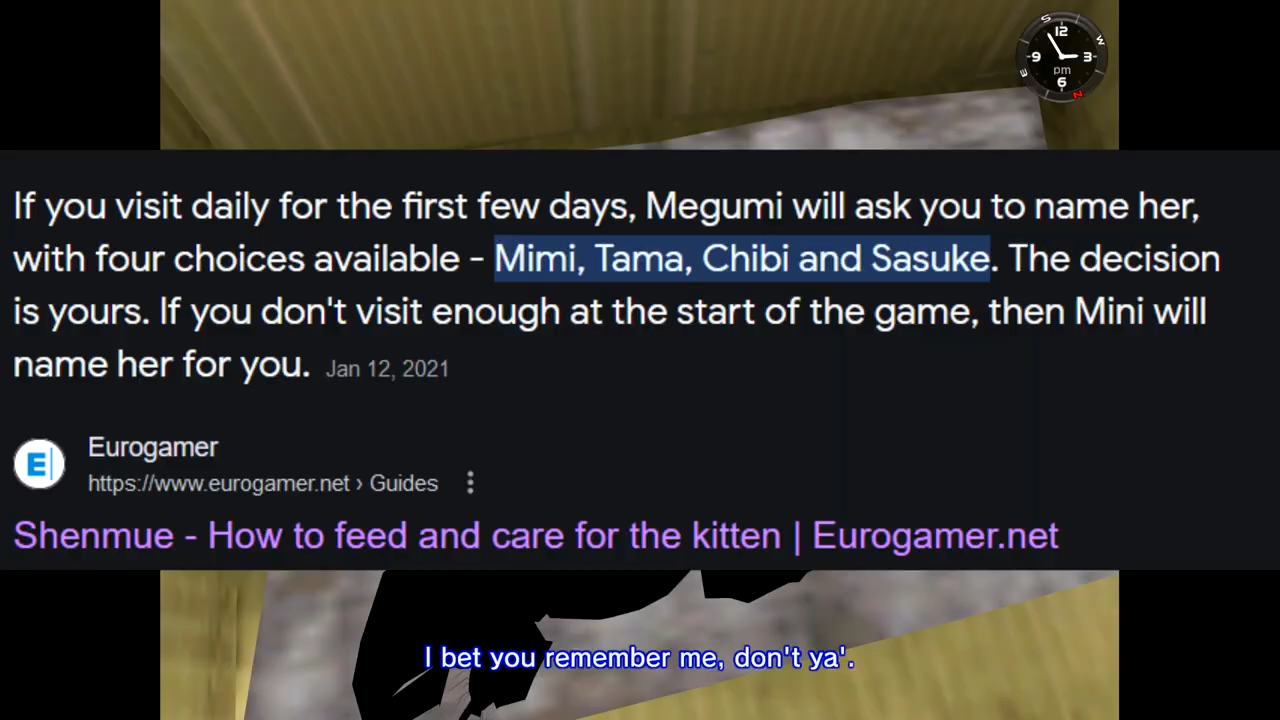 S
12
W
9
3
pm
E
6
N
If you visit daily for the first few days, Megumi will ask you to name her,
with four choices available - Mimi, Tama, Chibi and Sasuke. The decision
is yours. If you don't visit enough at the start of the game, then Mini will
name her for you. Jan 12, 2021
E
Eurogamer
https://www.eurogamer.net › Guides
Shenmue - How to feed and care for the kitten | Eurogamer.net
I bet you remember me, don't ya'.